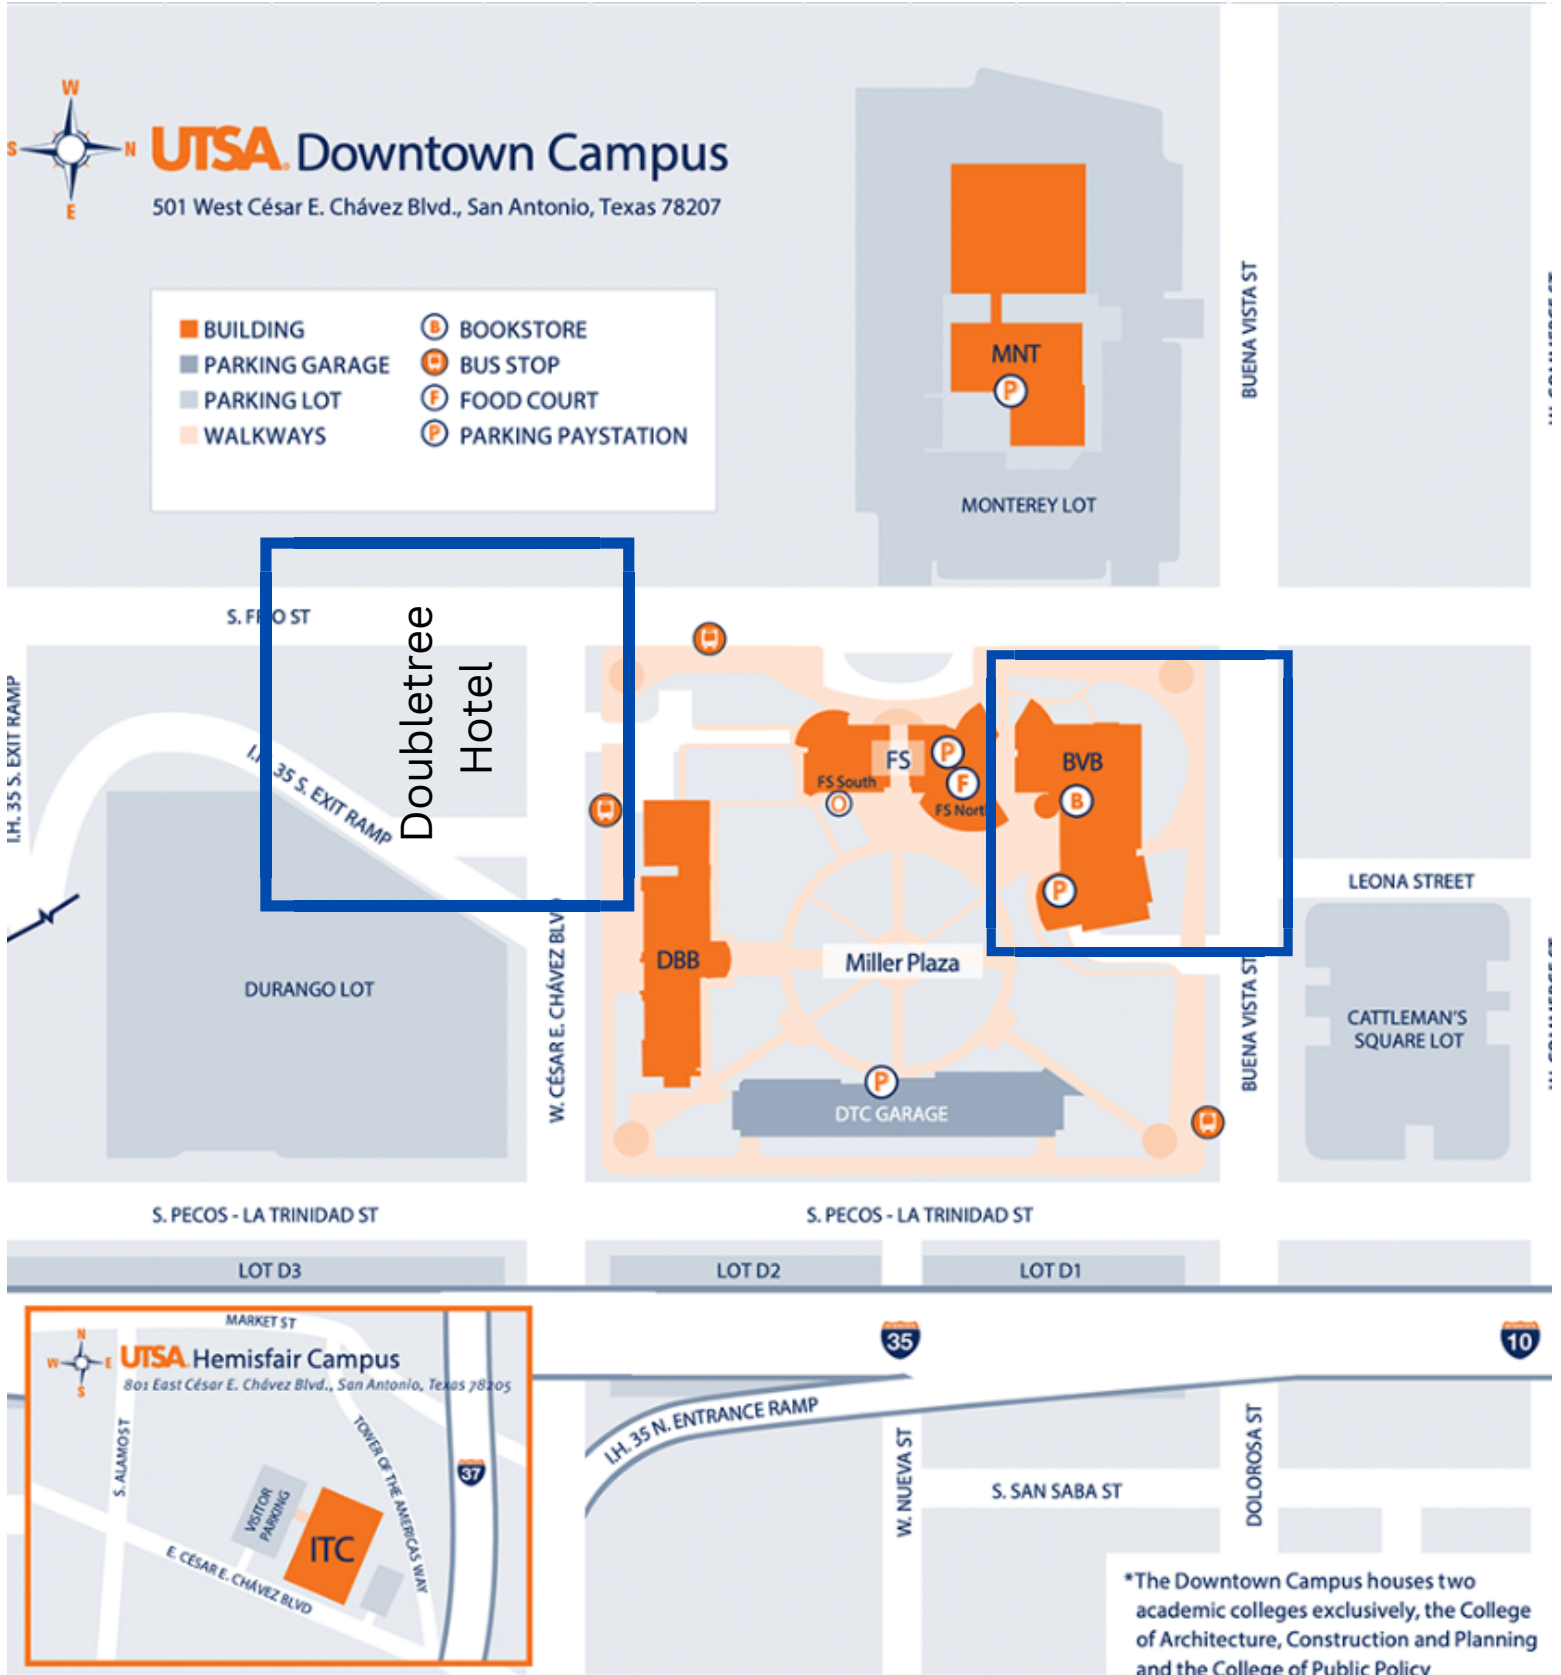 W
S
N
E
UTSA® Downtown Campus
501 West César E. Chávez Blvd., San Antonio, Texas 78207
BUILDING
PARKING GARAGE
PARKING LOT
WALKWAYS
B BOOKSTORE
BUS STOP
F FOOD COURT
P PARKING PAYSTATION
MNT
P
MONTEREY LOT
BUENA VISTA ST
S. FRIO ST
Doubletree
Hotel
I.H. 35 S. EXIT RAMP
I.H. 35 S. EXIT RAMP
FS
P
F
FS South
FS North
BVB
B
P
LEONA STREET
DBB
Miller Plaza
DURANGO LOT
W. CÉSAR E. CHÁVEZ BLVD
BUENA VISTA ST
CATTLEMAN'S
SQUARE LOT
P
DTC GARAGE
S. PECOS - LA TRINIDAD ST
S. PECOS - LA TRINIDAD ST
LOT D3
LOT D2
LOT D1
35
10
I.H. 35 N. ENTRANCE RAMP
W. NUEVA ST
S. SAN SABA ST
DOLOROSA ST
MARKET ST
N
W
E
S
UTSA Hemisfair Campus
801 East César E. Chávez Blvd., San Antonio, Texas 78205
S. ALAMO ST
TOWER OF THE AMERICAS WAY
37
VISITOR
PARKING
ITC
E. CÉSAR E. CHÁVEZ BLVD
*The Downtown Campus houses two
academic colleges exclusively, the College
of Architecture, Construction and Planning
and the College of Public Policy